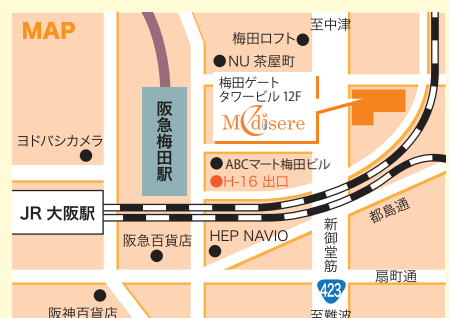 MAP
至中津
梅田ロフト
NU 茶屋町
梅田ゲート
タワービル 12F
Medisere
阪急梅田駅
ヨドバシカメラ
ABCマート梅田ビル
H-16 出口
JR 大阪駅
都島通
阪急百貨店
HEP NAVIO
新御堂筋
扇町通
423
阪神百貨店
至難波